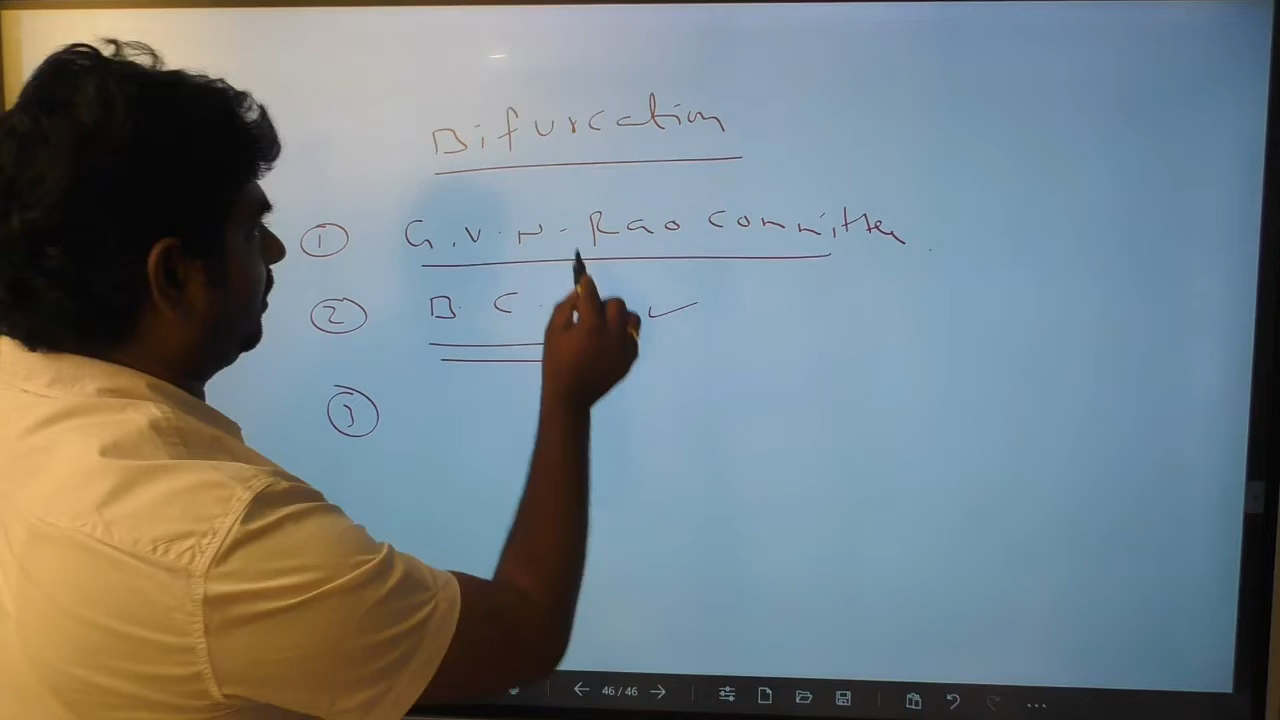 Bifurcation
① G.V.N. Rao Committee
② B.C.
③
46/46
...